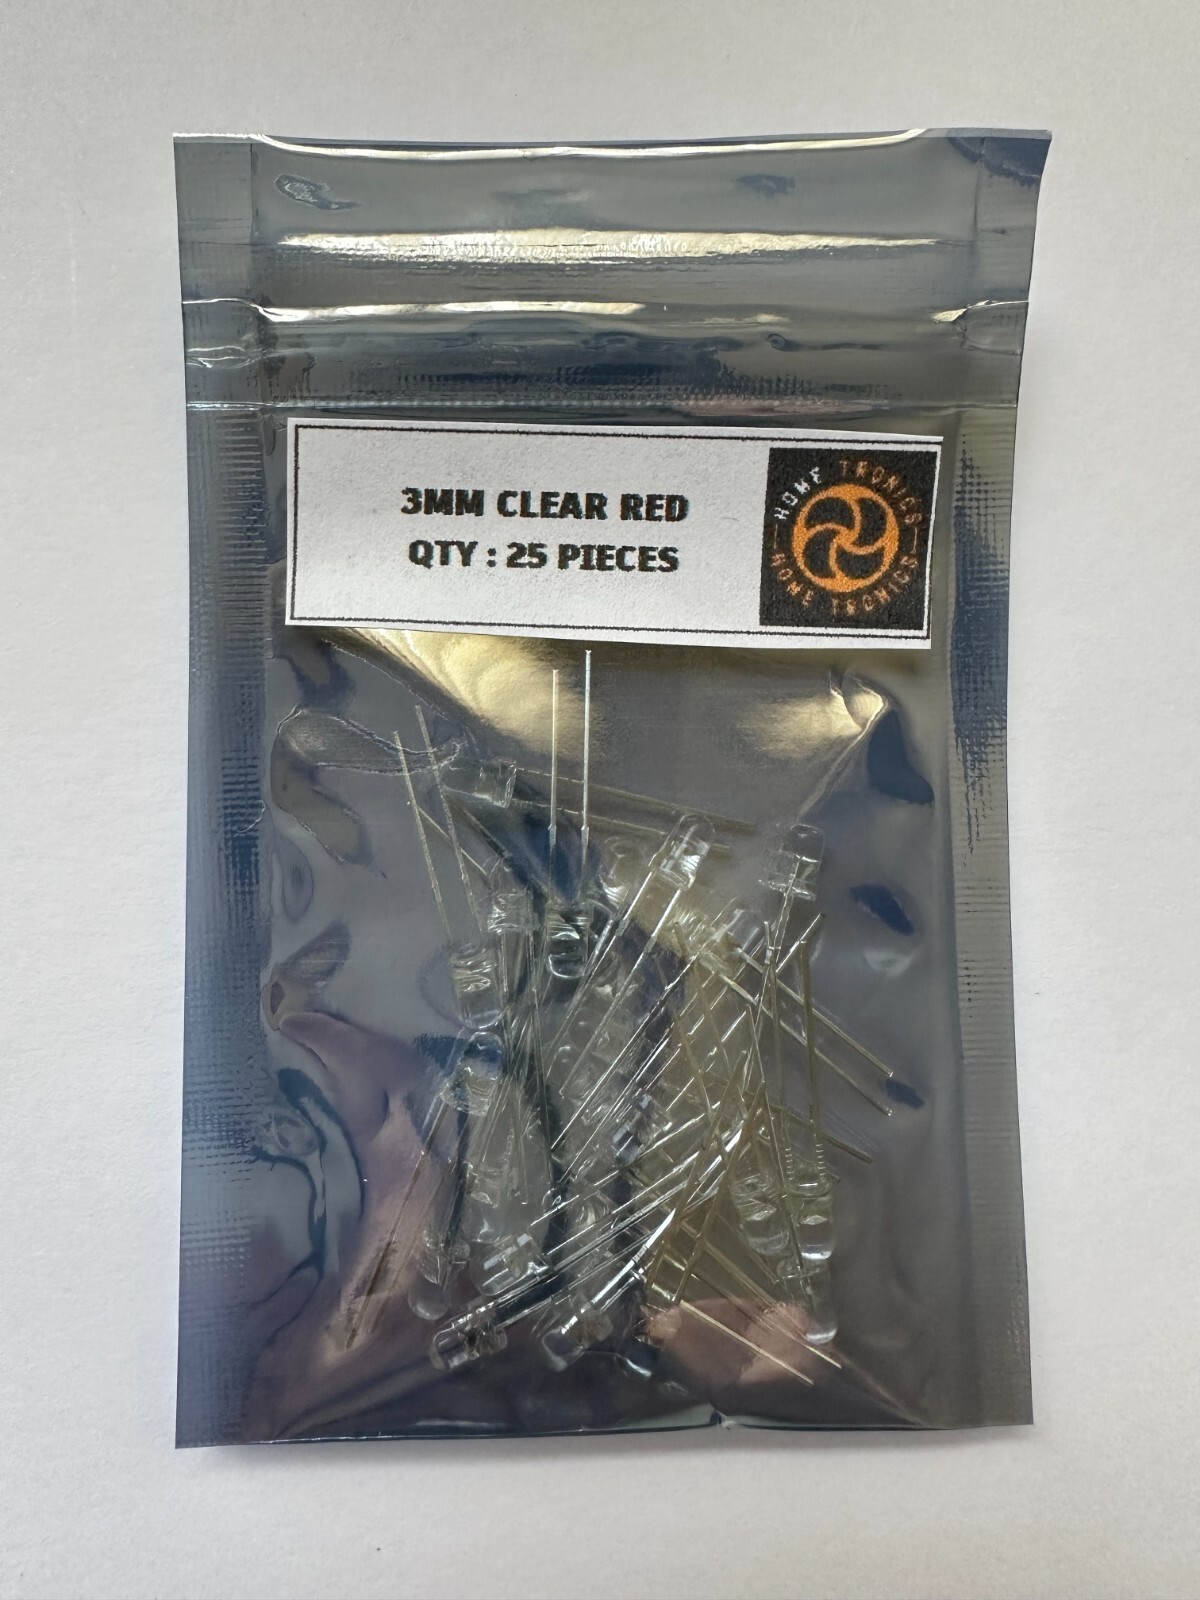 3MM CLEAR RED
QTY : 25 PIECES
HOME TRONICS
HOME TRONICS